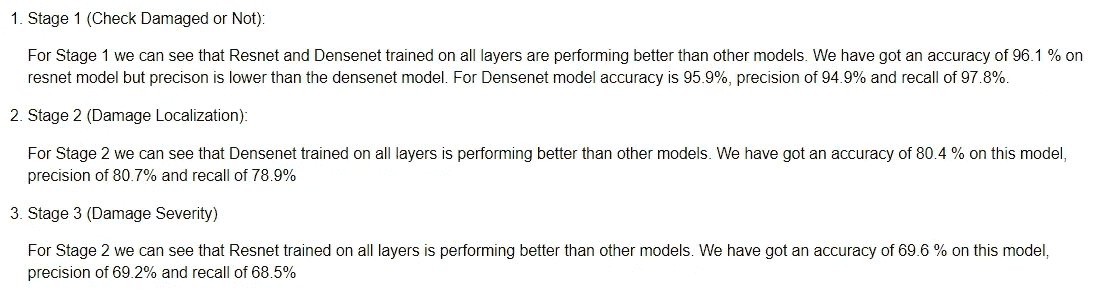 1. Stage 1 (Check Damaged or Not):
For Stage 1 we can see that Resnet and Densenet trained on all layers are performing better than other models. We have got an accuracy of 96.1 % on
resnet model but precison is lower than the densenet model. For Densenet model accuracy is 95.9%, precision of 94.9% and recall of 97.8%.
2. Stage 2 (Damage Localization):
For Stage 2 we can see that Densenet trained on all layers is performing better than other models. We have got an accuracy of 80.4 % on this model,
precision of 80.7% and recall of 78.9%
3. Stage 3 (Damage Severity)
For Stage 2 we can see that Resnet trained on all layers is performing better than other models. We have got an accuracy of 69.6 % on this model,
precision of 69.2% and recall of 68.5%